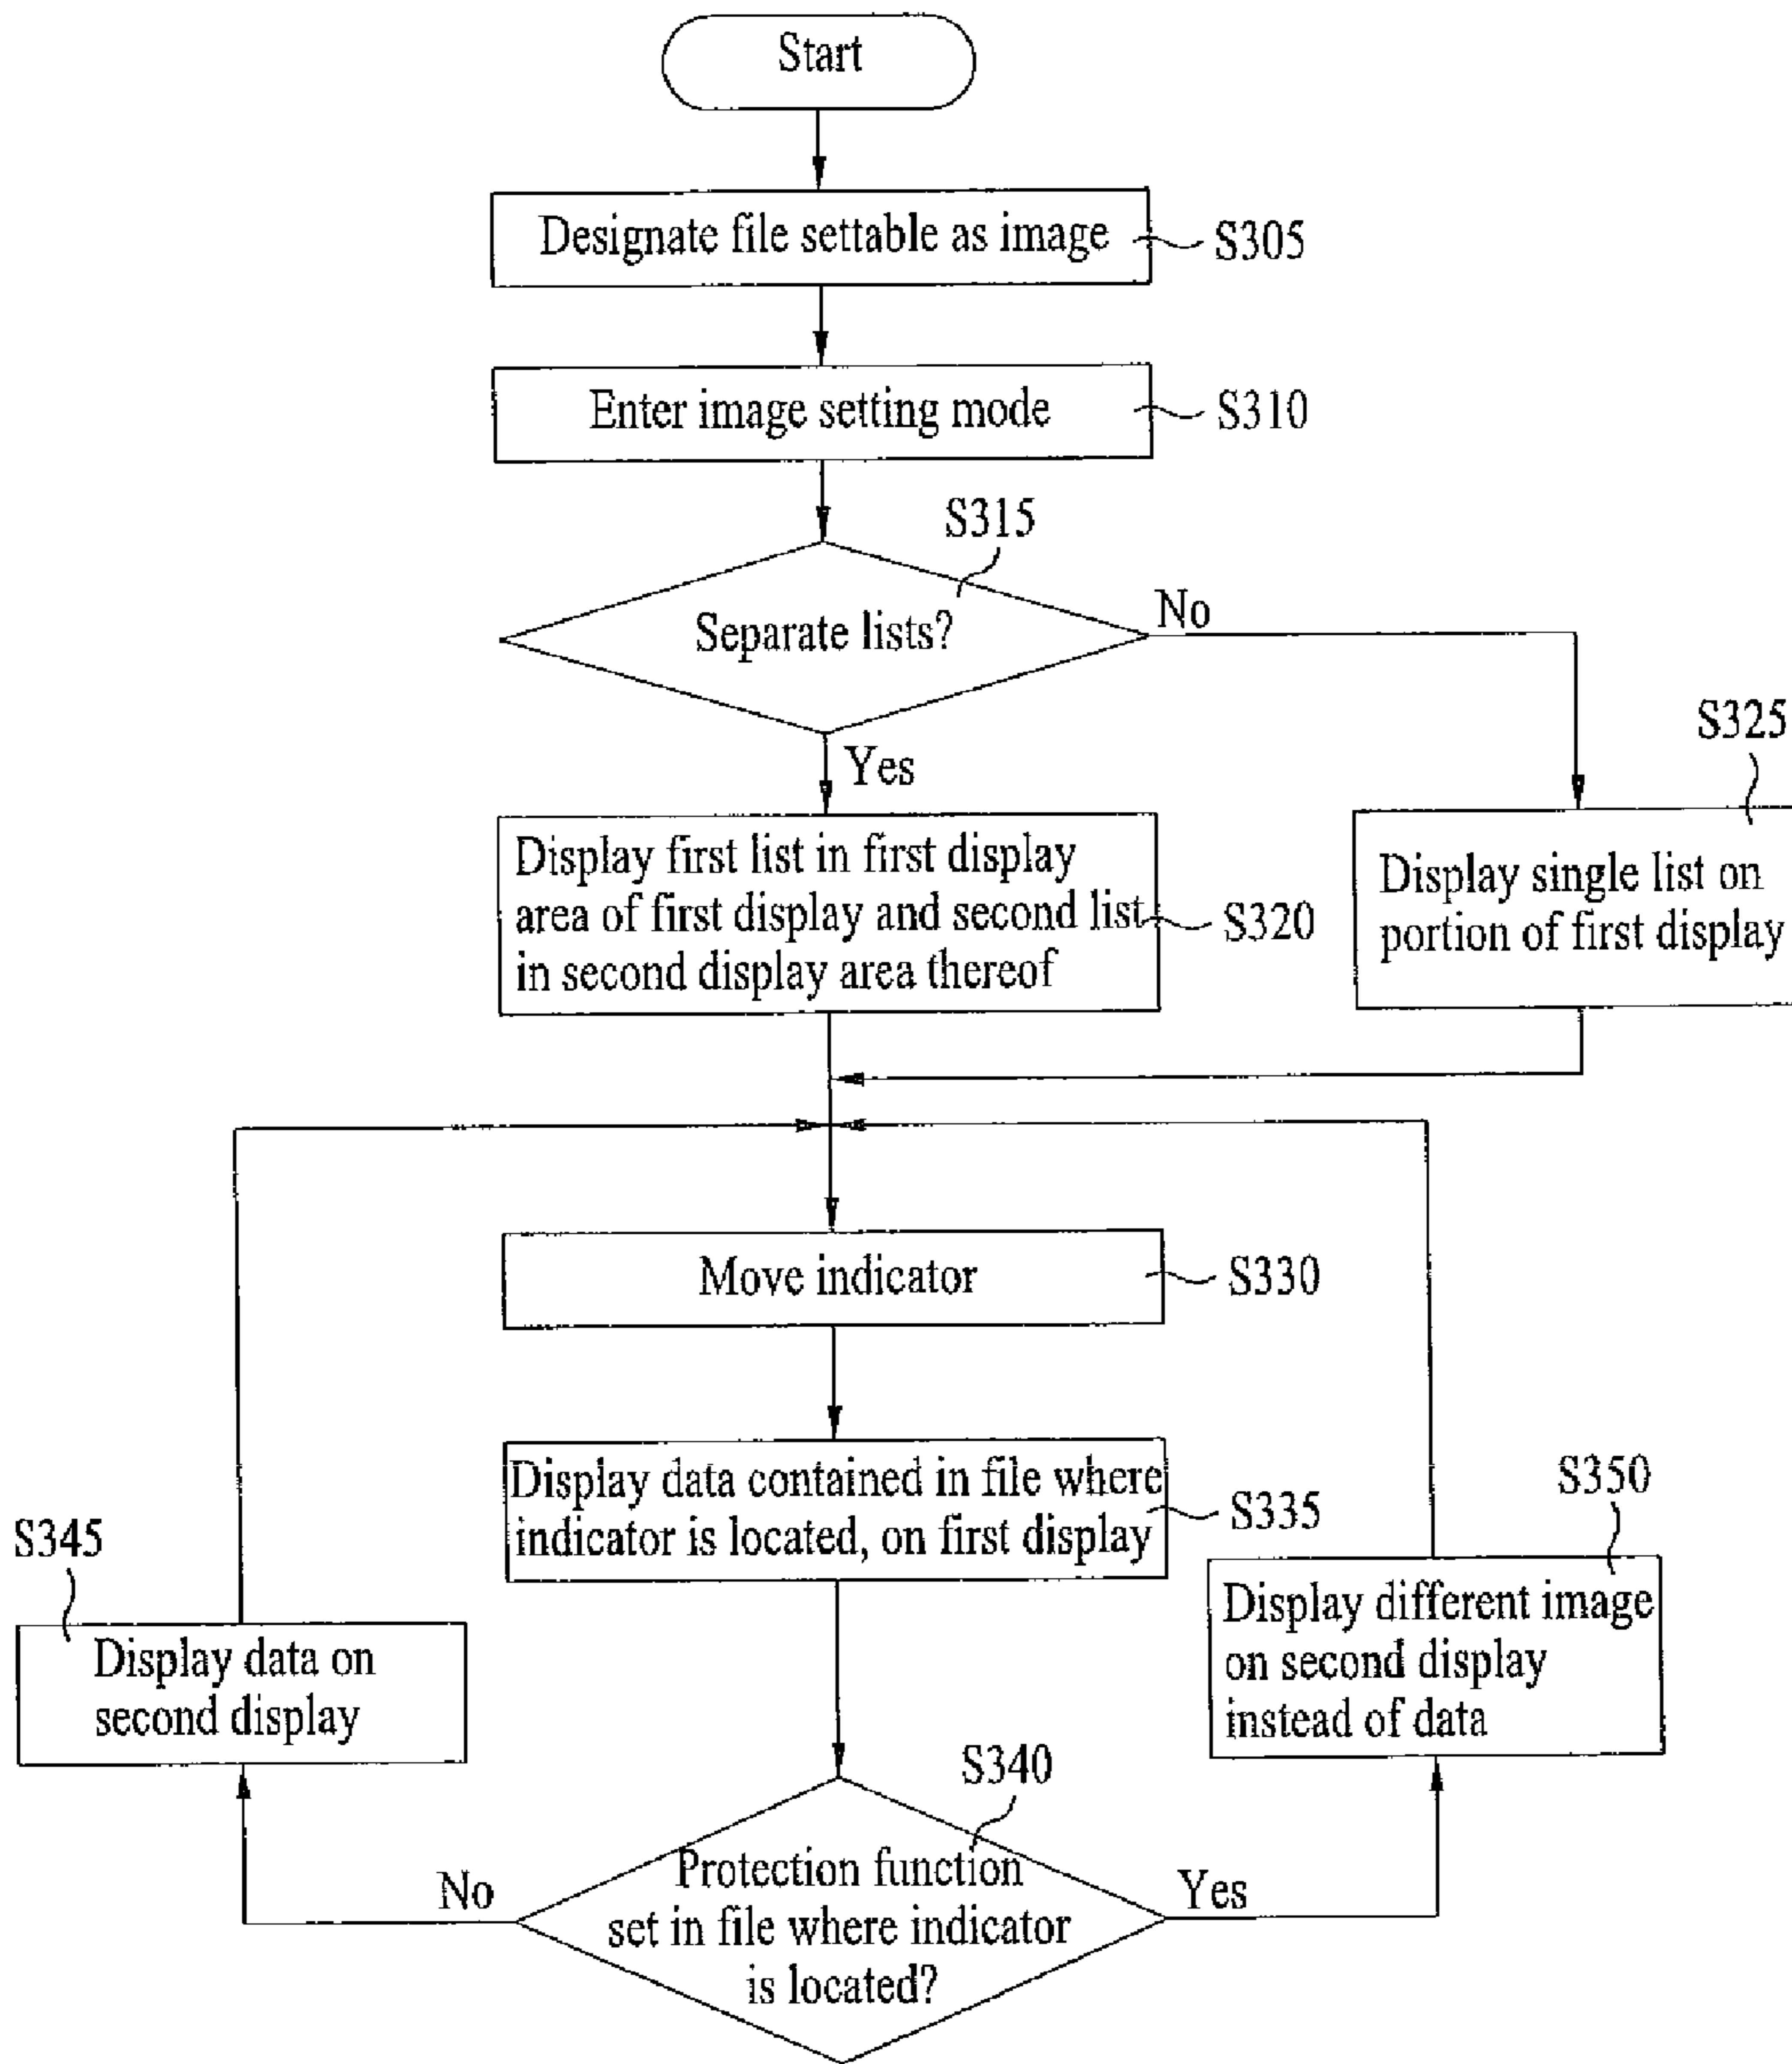 Start
Designate file settable as image
S305
Enter image setting mode
S310
S315
Separate lists?
No
Yes
S325
Display first list in first display
area of first display and second list
in second display area thereof
S320
Display single list on
portion of first display
Move indicator
S330
Display data contained in file where
indicator is located, on first display
S335
S350
S345
Display different image
on second display
instead of data
Display data on
second display
S340
Protection function
set in file where indicator
is located?
No
Yes